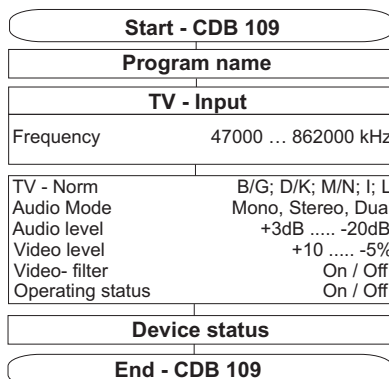 Start - CDB 109
Program name
TV - Input
Frequency 47000 ... 862000 kHz
TV - Norm B/G; D/K; M/N; I; L
Audio Mode Mono, Stereo, Dual
Audio level +3dB ..... -20dB
Video level +10 ..... -5%
Video- filter On / Off
Operating status On / Off
Device status
End - CDB 109